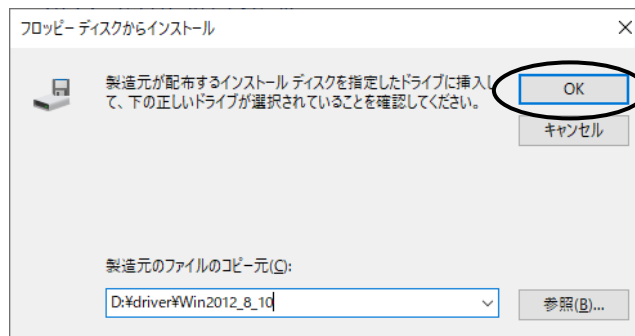 フロッピー ディスクからインストール
製造元が配布するインストール ディスクを指定したドライブに挿入し
て、下の正しいドライブが選択されていることを確認してください。
OK
キャンセル
製造元のファイルのコピー元(C):
D:¥driver¥Win2012_8_10
参照(B)...